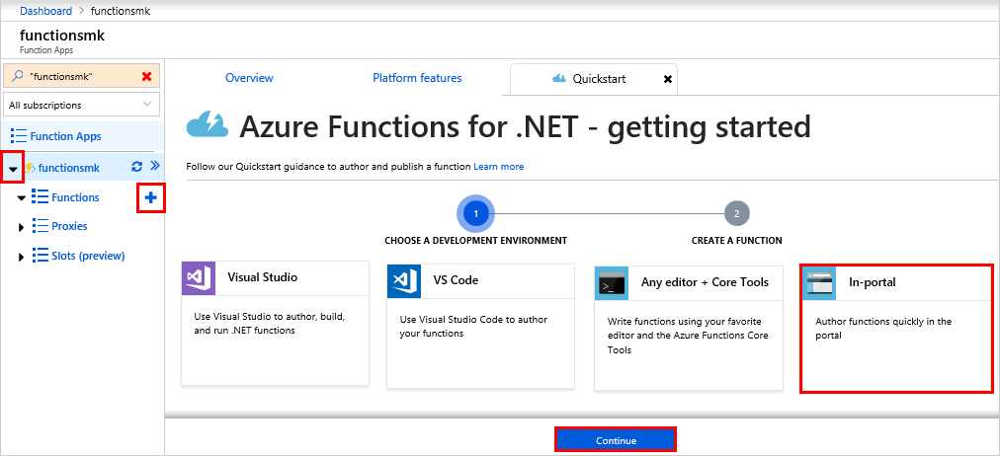 Dashboard > functionsmk
functionsmk
Function Apps
"functionsmk"
All subscriptions
Function Apps
functionsmk
Functions
Proxies
Slots (preview)
Overview
Platform features
Quickstart
Azure Functions for .NET - getting started
Follow our Quickstart guidance to author and publish a function Learn more
1
2
CHOOSE A DEVELOPMENT ENVIRONMENT
CREATE A FUNCTION
Visual Studio
Use Visual Studio to author, build,
and run .NET functions
VS Code
Use Visual Studio Code to author
your functions
Any editor + Core Tools
Write functions using your favorite
editor and the Azure Functions Core
Tools
In-portal
Author functions quickly in the
portal
Continue